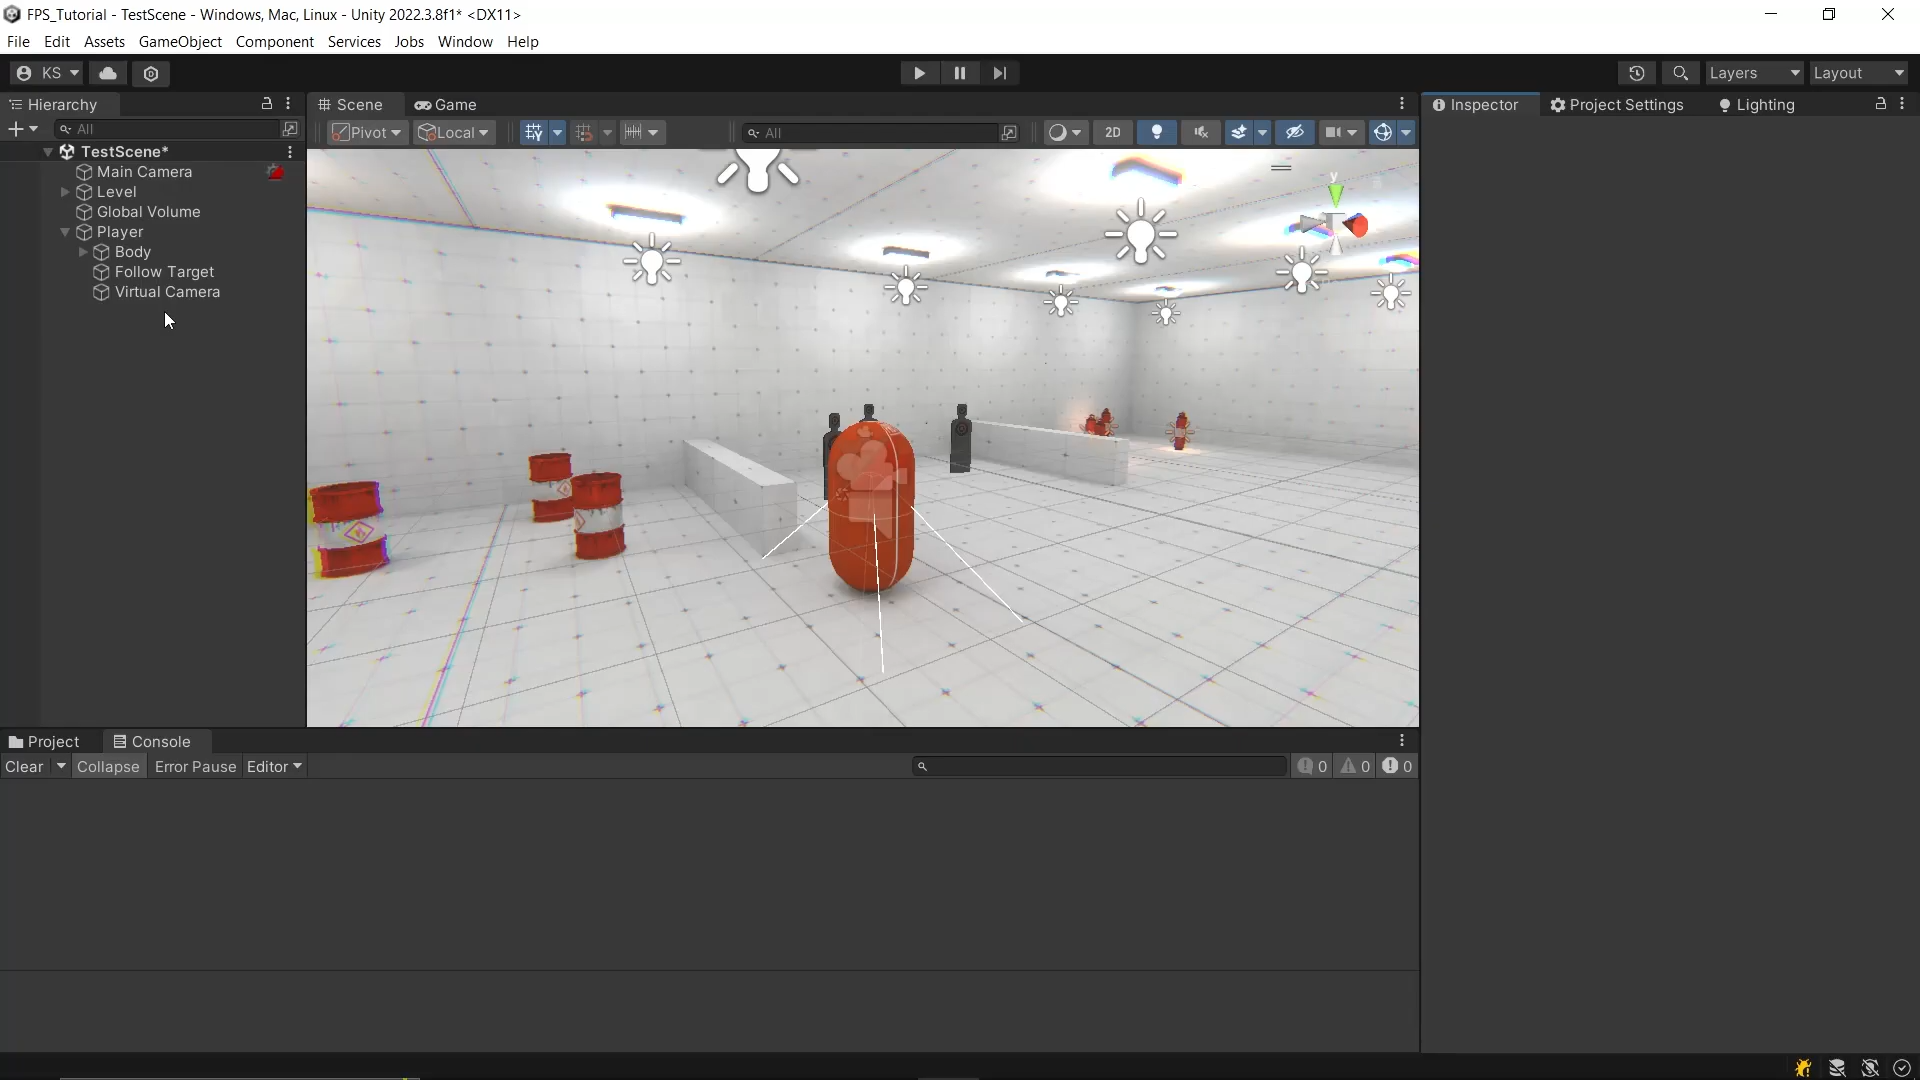 FPS_Tutorial - TestScene - Windows, Mac, Linux - Unity 2022.3.8f1* <DX11>
File Edit Assets GameObject Component Services Jobs Window Help
KS Layers Layout
Hierarchy Scene Game Inspector Project Settings Lighting
All Pivot Local All 2D
TestScene*
Main Camera
Level
Global Volume
Player
Body
Follow Target
Virtual Camera
y
Project Console
Clear Collapse Error Pause Editor 0 0 0